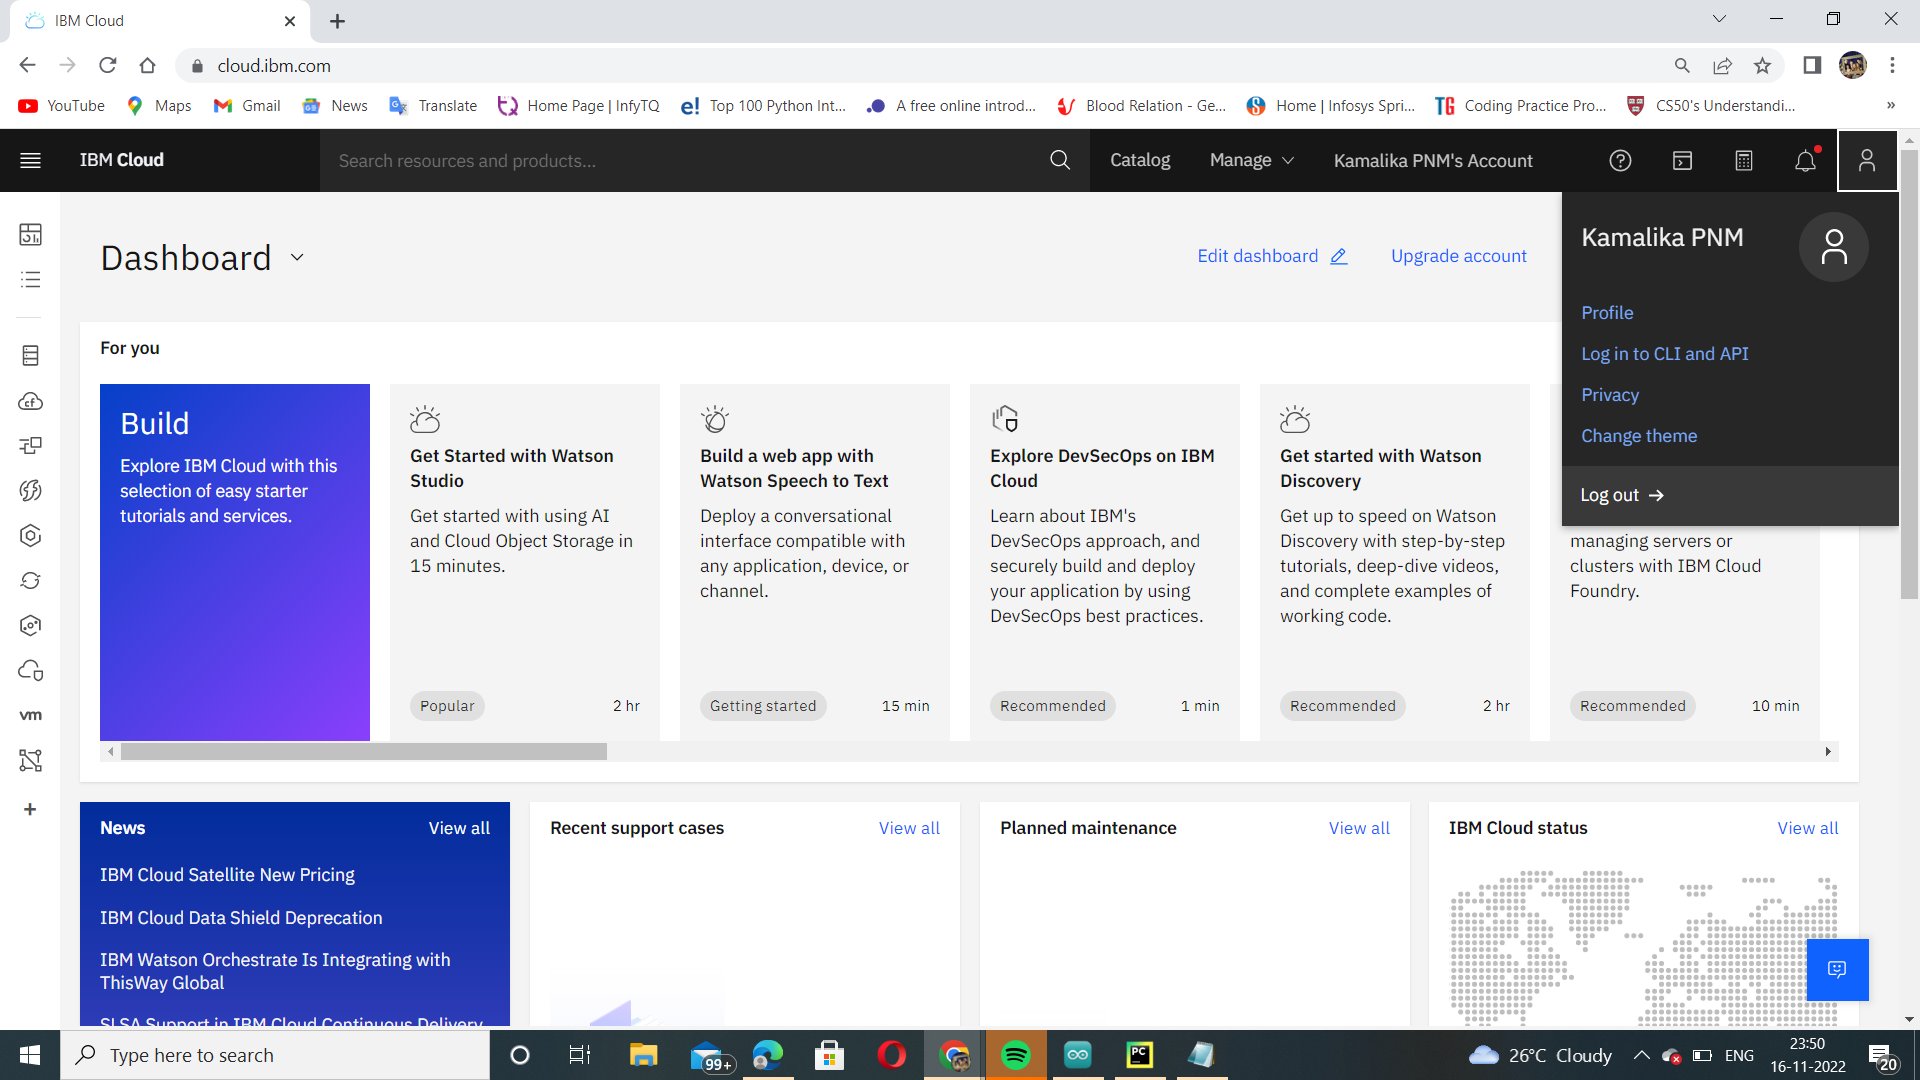 IBM Cloud
cloud.ibm.com
YouTube
Maps
Gmail
News
Translate
Home Page | InfyTQ
Top 100 Python Int...
A free online introd...
Blood Relation - Ge...
Home | Infosys Spri...
Coding Practice Pro...
CS50's Understandi...
»
IBM Cloud
Search resources and products...
Catalog
Manage
Kamalika PNM's Account
Dashboard
Edit dashboard
Upgrade account
Kamalika PNM
Profile
Log in to CLI and API
Privacy
Change theme
Log out
For you
Build
Explore IBM Cloud with this
selection of easy starter
tutorials and services.
Get Started with Watson
Studio
Get started with using AI
and Cloud Object Storage in
15 minutes.
Popular
2 hr
Build a web app with
Watson Speech to Text
Deploy a conversational
interface compatible with
any application, device, or
channel.
Getting started
15 min
Explore DevSecOps on IBM
Cloud
Learn about IBM's
DevSecOps approach, and
securely build and deploy
your application by using
DevSecOps best practices.
Recommended
1 min
Get started with Watson
Discovery
Get up to speed on Watson
Discovery with step-by-step
tutorials, deep-dive videos,
and complete examples of
working code.
Recommended
2 hr
managing servers or
clusters with IBM Cloud
Foundry.
Recommended
10 min
vm
News
View all
IBM Cloud Satellite New Pricing
IBM Cloud Data Shield Deprecation
IBM Watson Orchestrate Is Integrating with
ThisWay Global
SLSA Support in IBM Cloud Continuous Delivery
Recent support cases
View all
Planned maintenance
View all
IBM Cloud status
View all
Type here to search
99+
26°C Cloudy
ENG
23:50
16-11-2022
20